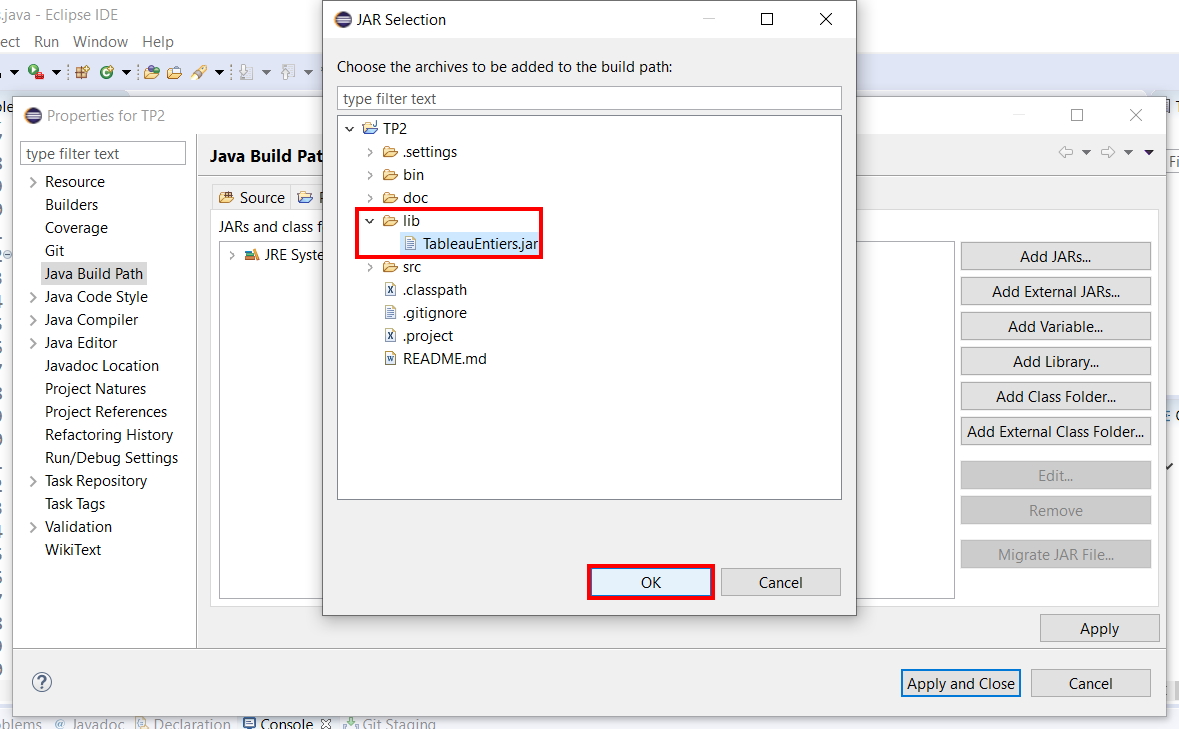 s.java - Eclipse IDE
ect Run Window Help
Properties for TP2
type filter text
Resource
Builders
Coverage
Git
Java Build Path
Java Code Style
Java Compiler
Java Editor
Javadoc Location
Project Natures
Project References
Refactoring History
Run/Debug Settings
Task Repository
Task Tags
Validation
WikiText
Java Build Pat
Source
JARs and class f
JRE Syste
JAR Selection
Choose the archives to be added to the build path:
type filter text
TP2
.settings
bin
doc
lib
TableauEntiers.jar
src
.classpath
.gitignore
.project
README.md
OK Cancel
Add JARs...
Add External JARs...
Add Variable...
Add Library...
Add Class Folder...
Add External Class Folder...
Edit...
Remove
Migrate JAR File...
Apply
Apply and Close Cancel
oblems @ Javadoc Declaration Console Git Staging